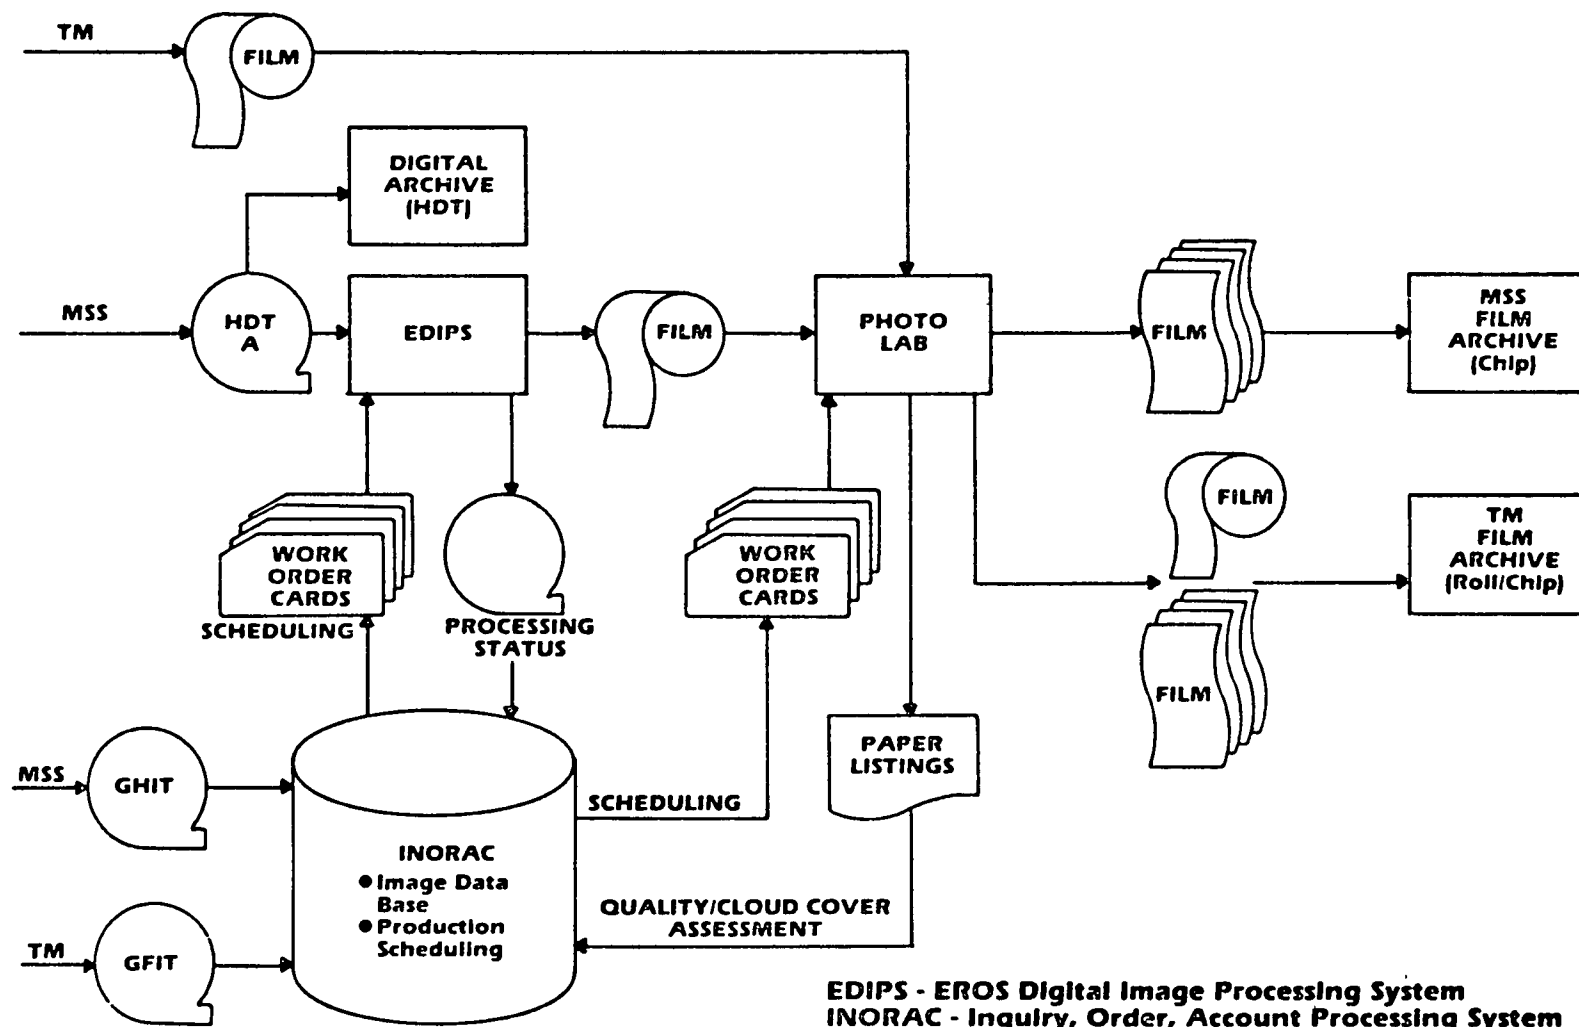 TM
FILM
DIGITAL
ARCHIVE
(HDT)
MSS
HDT
A
EDIPS
FILM
PHOTO
LAB
FILM
MSS
FILM
ARCHIVE
(Chip)
FILM
TM
FILM
ARCHIVE
(Roll/Chip)
FILM
WORK
ORDER
CARDS
SCHEDULING
PROCESSING
STATUS
WORK
ORDER
CARDS
MSS
GHIT
SCHEDULING
PAPER
LISTINGS
INORAC
● Image Data
Base
● Production
Scheduling
QUALITY/CLOUD COVER
ASSESSMENT
TM
GFIT
EDIPS - EROS Digital Image Processing System
INORAC - Inquiry, Order, Account Processing System